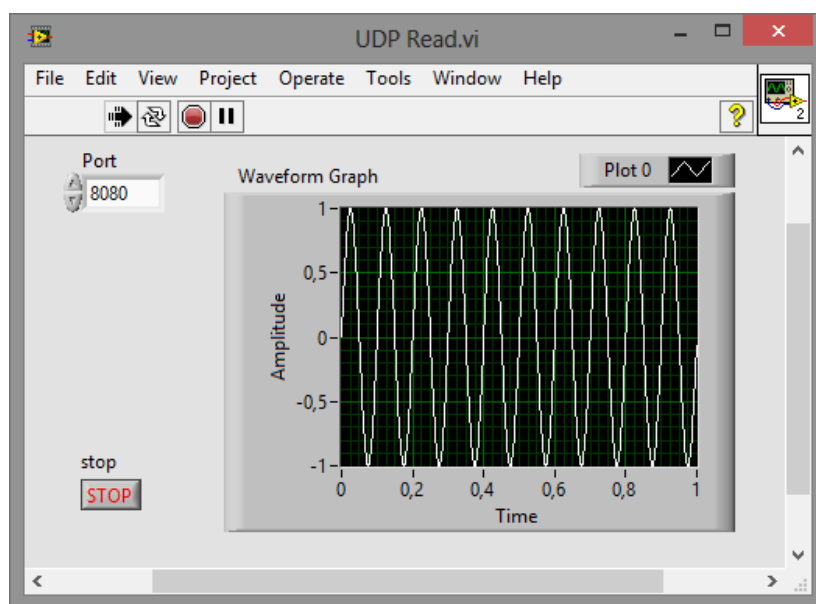 UDP Read.vi
File Edit View Project Operate Tools Window Help
2
Port
8080
Waveform Graph
Plot 0
1
0,5
0
-0,5
-1
Amplitude
0 0,2 0,4 0,6 0,8 1
Time
stop
STOP